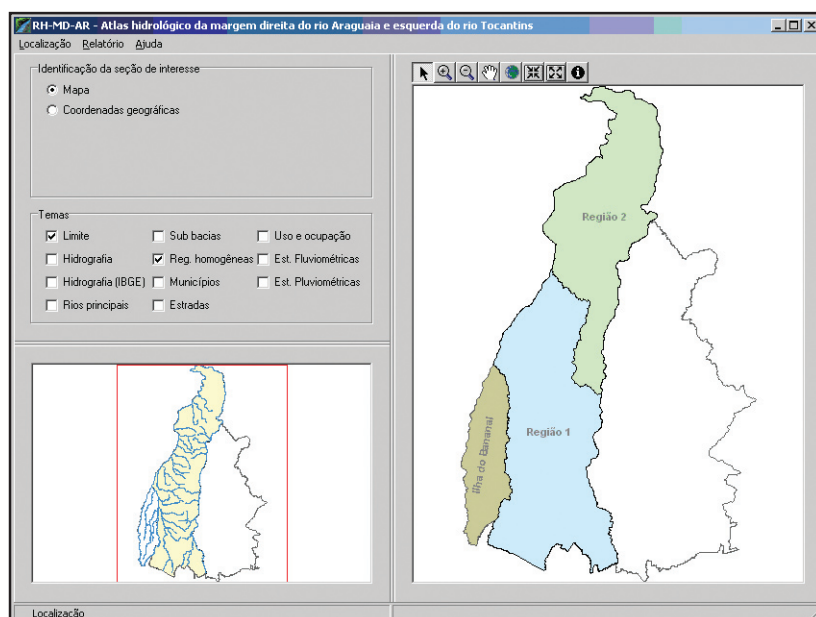 RH-MD-AR - Atlas hidrológico da margem direita do rio Araguaia e esquerda do rio Tocantins
Localização Relatório Ajuda
Identificação da seção de interesse
Mapa
Coordenadas geográficas
Temas
Limite Sub bacias Uso e ocupação
Hidrografia Reg. homogêneas Est. Fluviométricas
Hidrografia (IBGE) Municípios Est. Pluviométricas
Rios principais Estradas
Região 2
Região 1
Ilha do Bananal
Localização